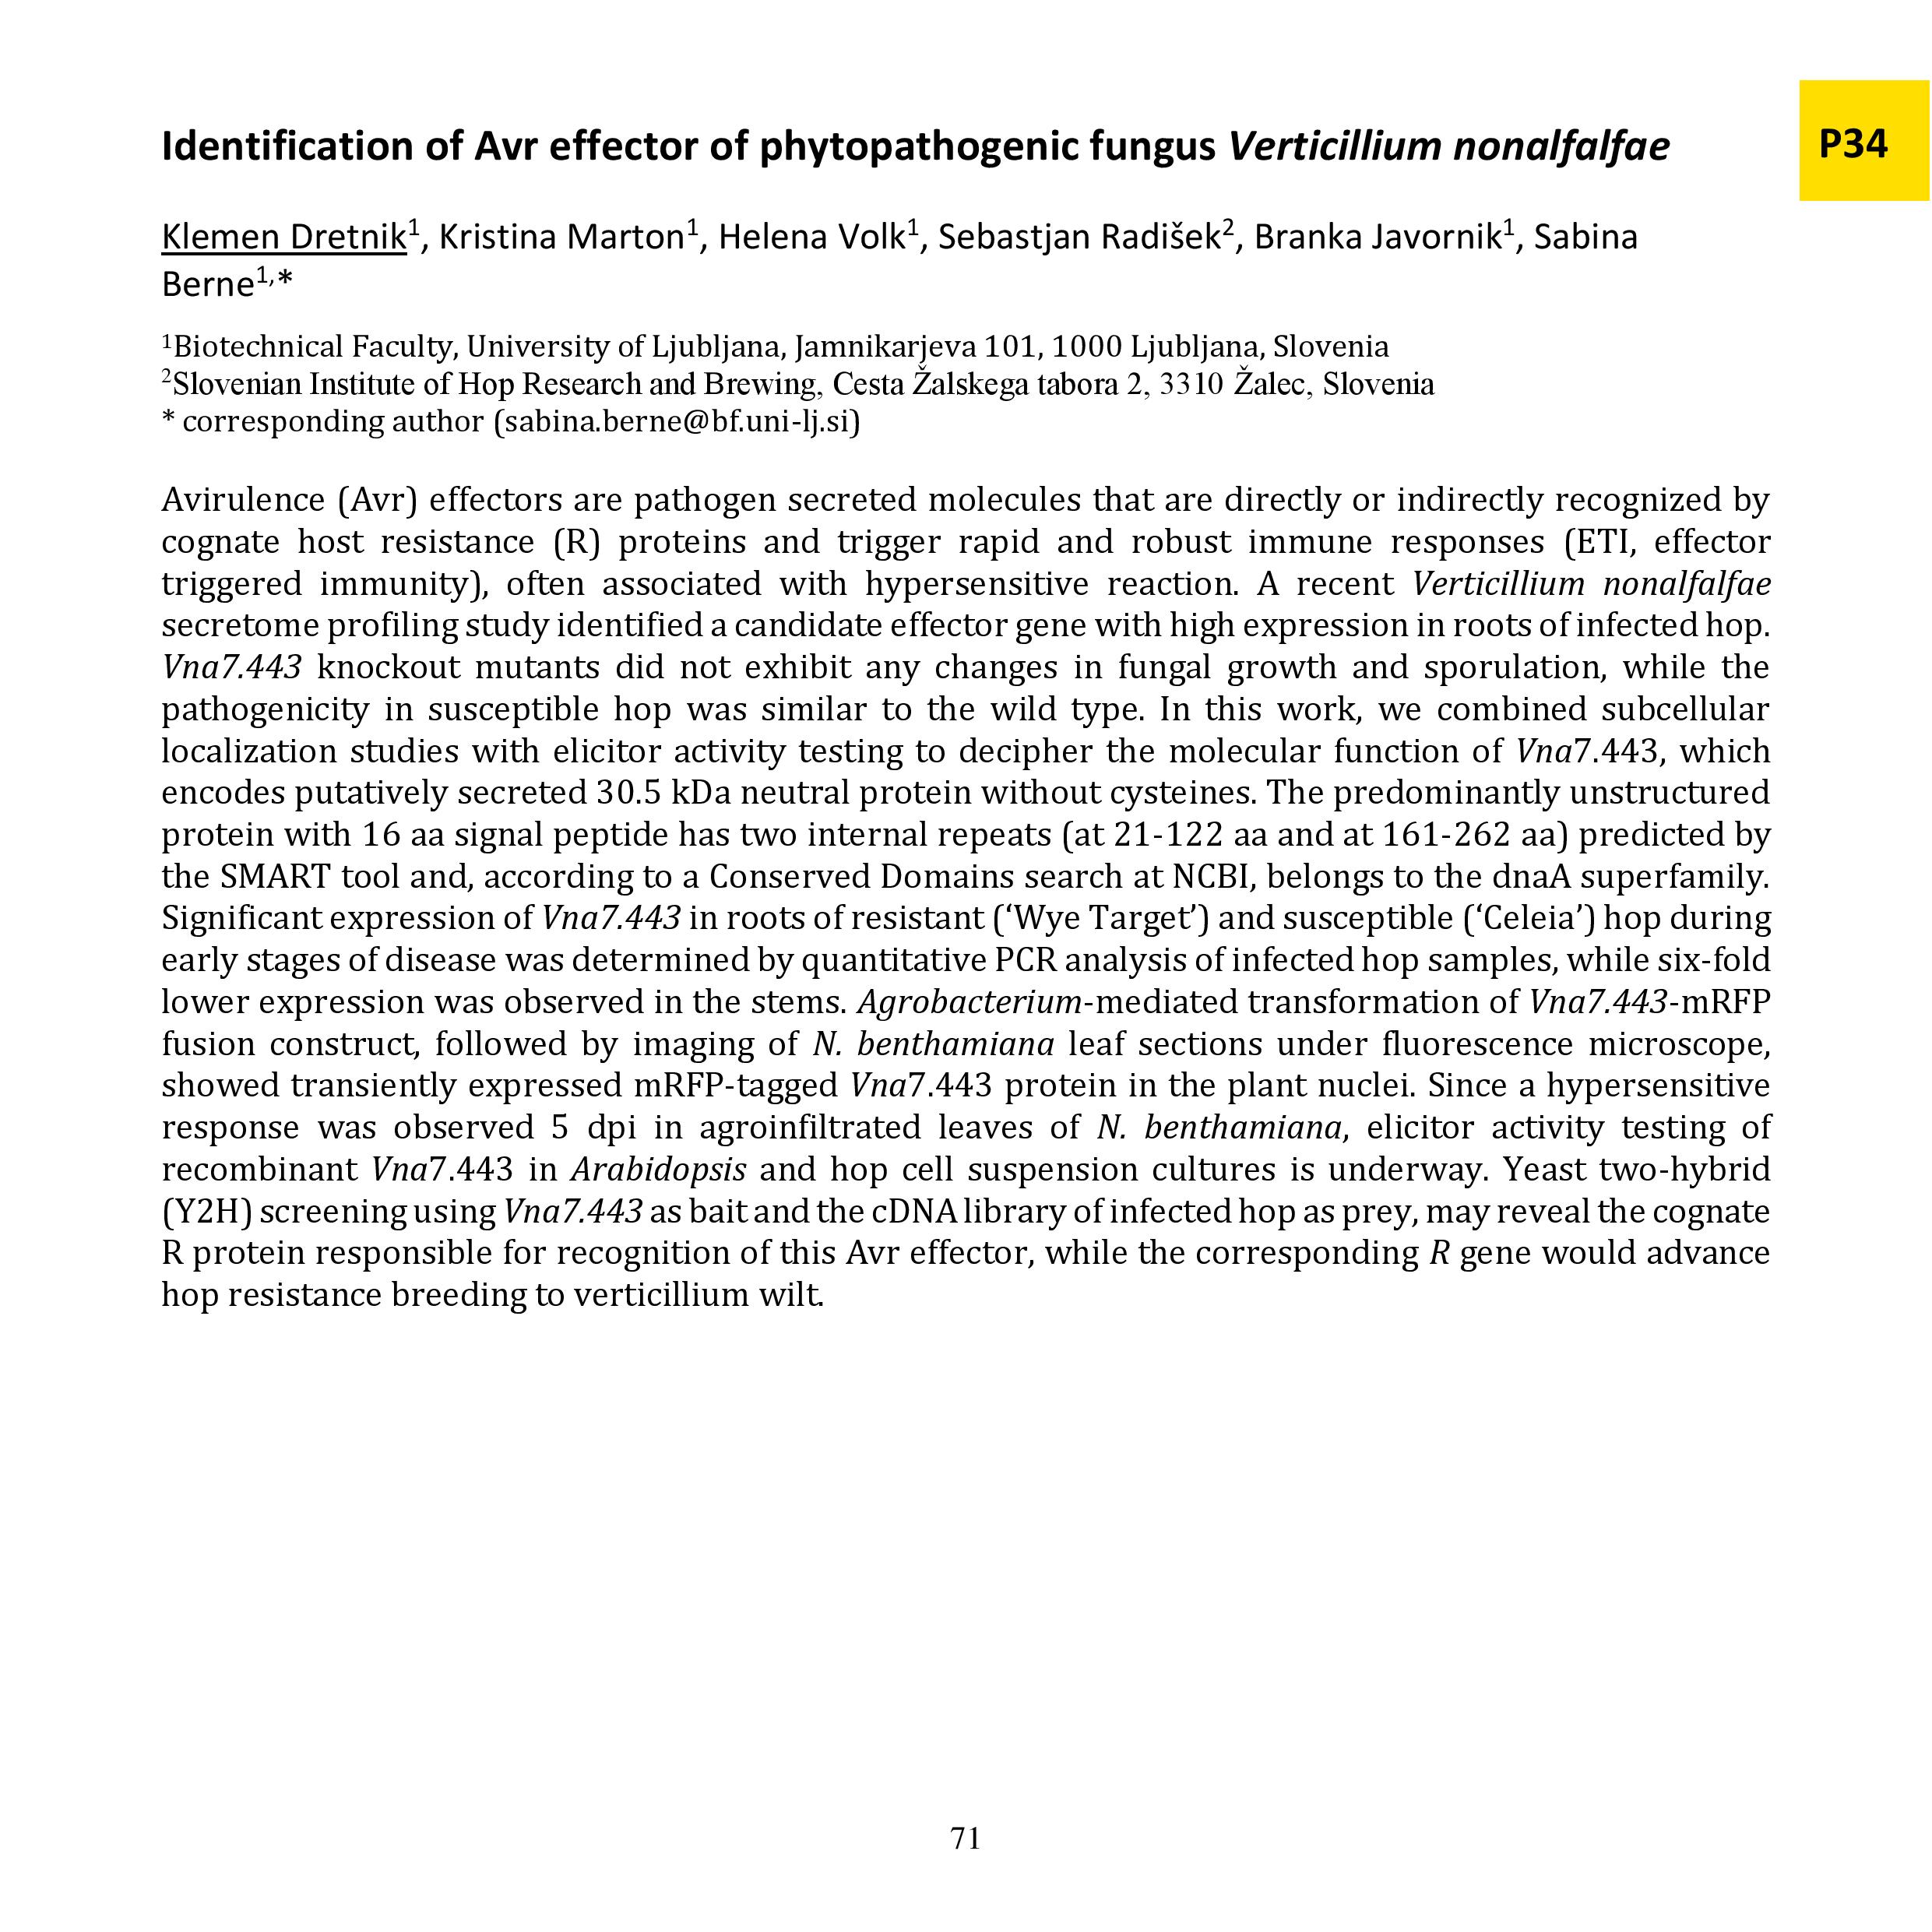 Identification of Avr effector of phytopathogenic fungus Verticillium nonalfalfae
P34
Klemen Dretnik1, Kristina Marton1, Helena Volk1, Sebastjan Radišek2, Branka Javornik1, Sabina
Berne1,*
1Biotechnical Faculty, University of Ljubljana, Jamnikarjeva 101, 1000 Ljubljana, Slovenia
2Slovenian Institute of Hop Research and Brewing, Cesta Žalskega tabora 2, 3310 Žalec, Slovenia
* corresponding author (sabina.berne@bf.uni-lj.si)
Avirulence (Avr) effectors are pathogen secreted molecules that are directly or indirectly recognized by
cognate host resistance (R) proteins and trigger rapid and robust immune responses (ETI, effector
triggered immunity), often associated with hypersensitive reaction. A recent Verticillium nonalfalfae
secretome profiling study identified a candidate effector gene with high expression in roots of infected hop.
Vna7.443 knockout mutants did not exhibit any changes in fungal growth and sporulation, while the
pathogenicity in susceptible hop was similar to the wild type. In this work, we combined subcellular
localization studies with elicitor activity testing to decipher the molecular function of Vna7.443, which
encodes putatively secreted 30.5 kDa neutral protein without cysteines. The predominantly unstructured
protein with 16 aa signal peptide has two internal repeats (at 21-122 aa and at 161-262 aa) predicted by
the SMART tool and, according to a Conserved Domains search at NCBI, belongs to the dnaA superfamily.
Significant expression of Vna7.443 in roots of resistant (‘Wye Target’) and susceptible (‘Celeia’) hop during
early stages of disease was determined by quantitative PCR analysis of infected hop samples, while six-fold
lower expression was observed in the stems. Agrobacterium-mediated transformation of Vna7.443-mRFP
fusion construct, followed by imaging of N. benthamiana leaf sections under fluorescence microscope,
showed transiently expressed mRFP-tagged Vna7.443 protein in the plant nuclei. Since a hypersensitive
response was observed 5 dpi in agroinfiltrated leaves of N. benthamiana, elicitor activity testing of
recombinant Vna7.443 in Arabidopsis and hop cell suspension cultures is underway. Yeast two-hybrid
(Y2H) screening using Vna7.443 as bait and the cDNA library of infected hop as prey, may reveal the cognate
R protein responsible for recognition of this Avr effector, while the corresponding R gene would advance
hop resistance breeding to verticillium wilt.
71